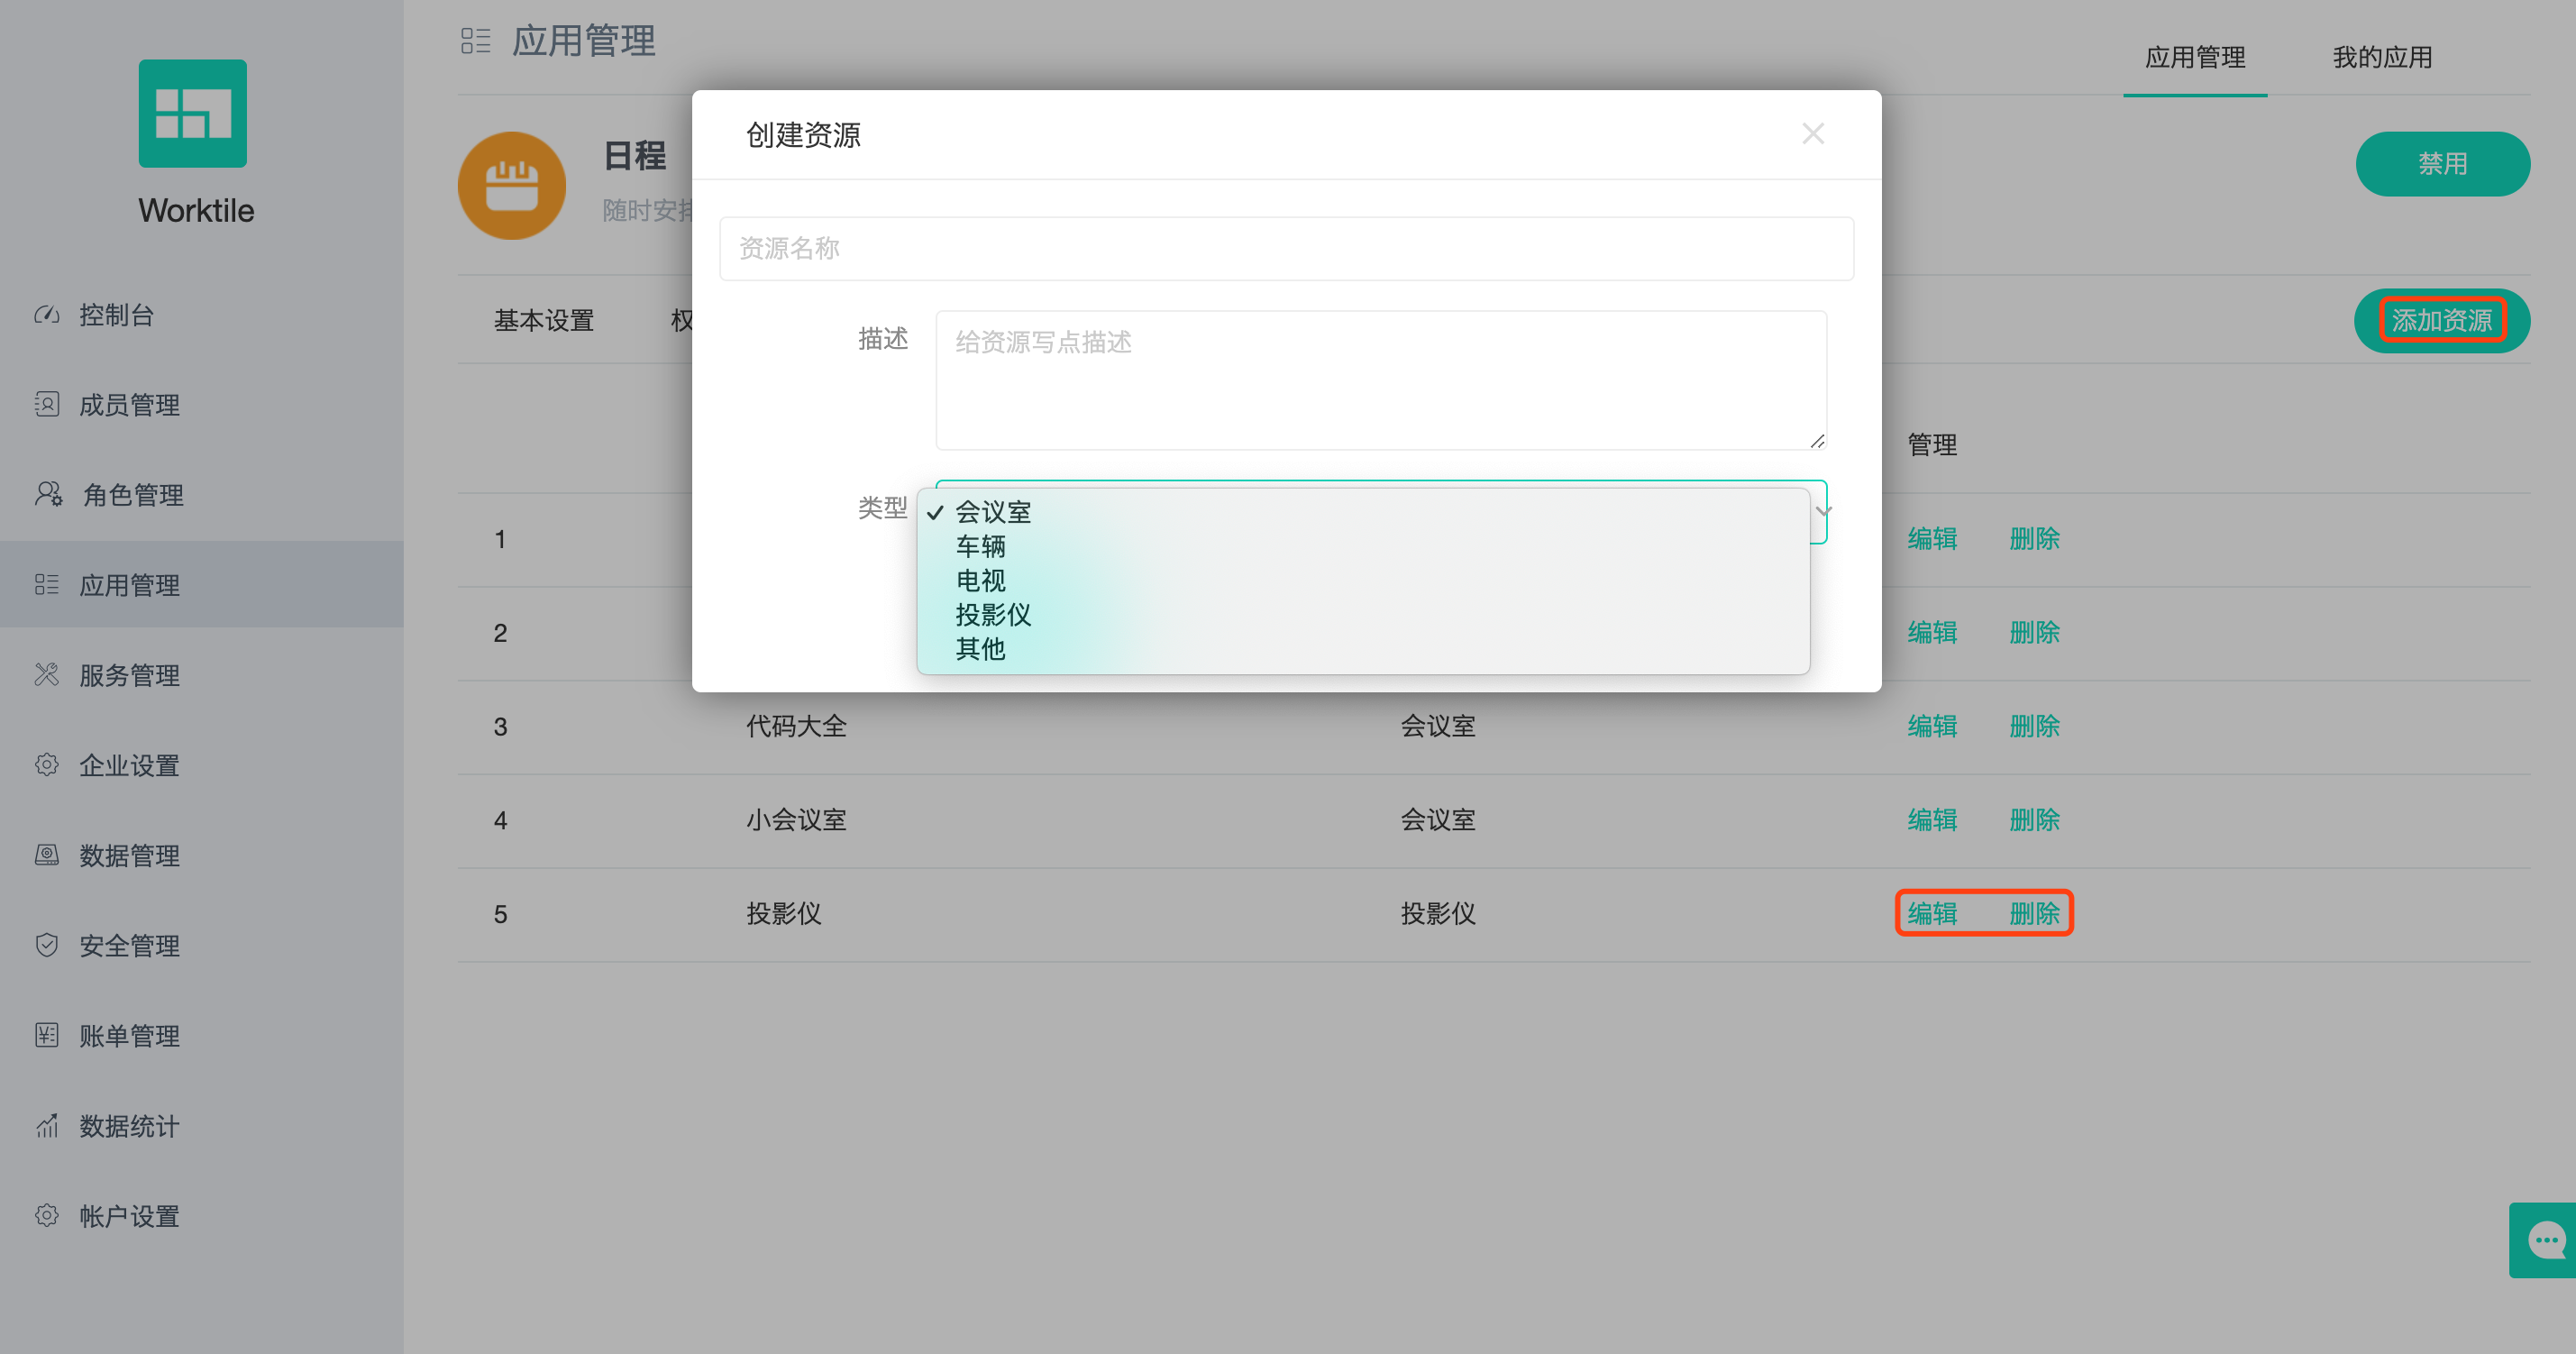 Worktile
控制台
成员管理
角色管理
应用管理
服务管理
企业设置
数据管理
安全管理
账单管理
数据统计
帐户设置
应用管理
应用管理 我的应用
日程
随时安排
禁用
基本设置 权
添加资源
管理
1 编辑 删除
2 编辑 删除
3 代码大全 会议室 编辑 删除
4 小会议室 会议室 编辑 删除
5 投影仪 投影仪 编辑 删除
创建资源
资源名称
描述 给资源写点描述
类型
会议室
车辆
电视
投影仪
其他